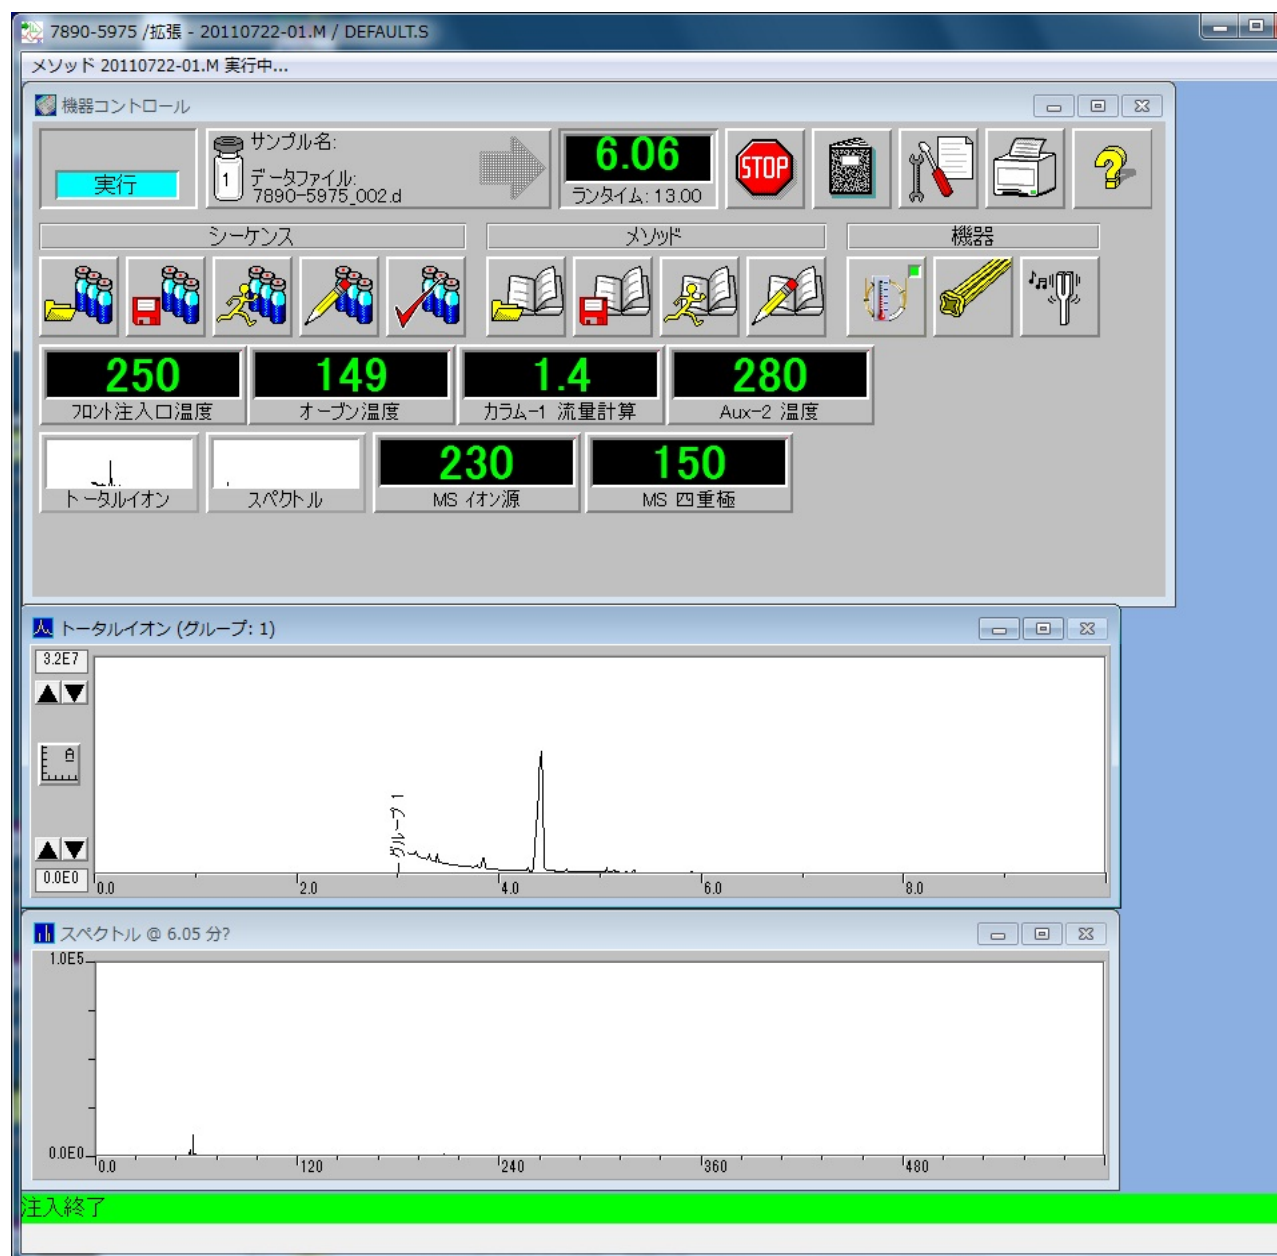 7890-5975 /拡張 - 20110722-01.M / DEFAULT.S
メソッド 20110722-01.M 実行中...
機器コントロール
実行
1
サンプル名:
データファイル:
7890-5975_002.d
6.06
ランタイム: 13.00
STOP
シーケンス
メソッド
機器
250
フロント注入口温度
149
オーブン温度
1.4
カラム-1 流量計算
280
Aux-2 温度
トータルイオン
スペクトル
230
MS イオン源
150
MS 四重極
トータルイオン (グループ: 1)
3.2E7
グループ 1
0.0E0
0.0 2.0 4.0 6.0 8.0
スペクトル @ 6.05 分?
1.0E5
0.0E0
0.0 120 240 360 480
注入終了